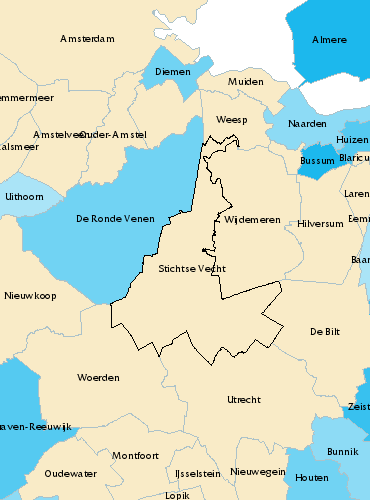 Amsterdam
Almere
Diemen
Muiden
emmermeer
Weesp
Naarden
Amstelveen
Ouder-Amstel
Huizen
alsmeer
Bussum
Blaricu
Uithoorn
Laren
De Ronde Venen
Wijdemeren
Hilversum
Eemn
Baar
Stichtse Vecht
Nieuwkoop
De Bilt
Woerden
Utrecht
Zeist
aven-Reeuwijk
Bunnik
Montfoort
Oudewater
IJsselstein
Nieuwegein
Houten
Lopik